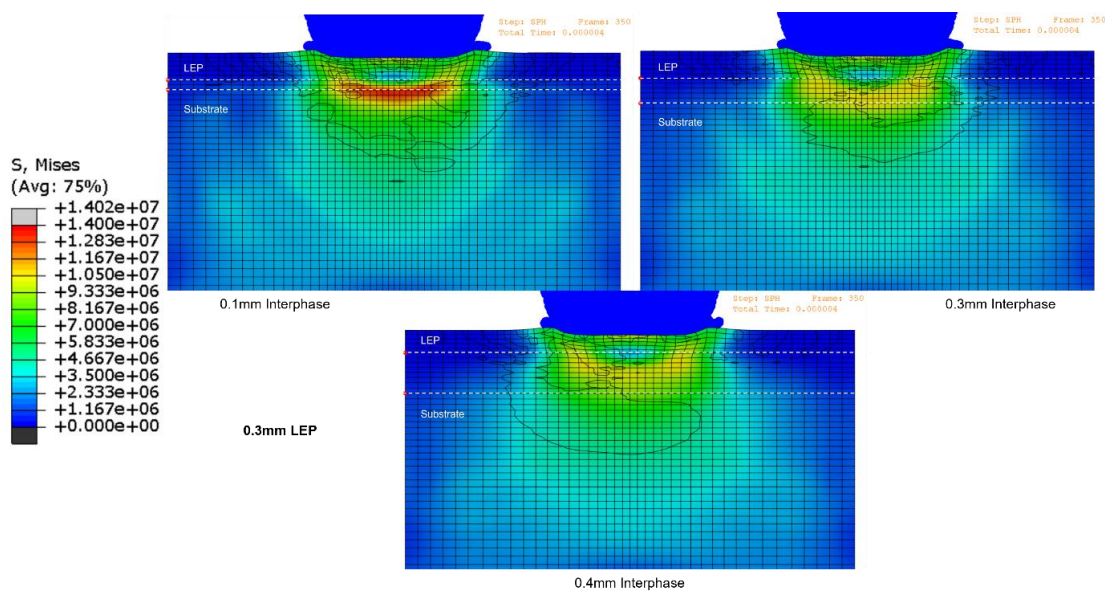 Step: SPH Frame: 350
Total Time: 0.000004
LEP
Substrate
Step: SPH Frame: 350
Total Time: 0.000004
LEP
Substrate
S, Mises
(Avg: 75%)
+1.402e+07
+1.400e+07
+1.283e+07
+1.167e+07
+1.050e+07
+9.333e+06
+8.167e+06
+7.000e+06
+5.833e+06
+4.667e+06
+3.500e+06
+2.333e+06
+1.167e+06
+0.000e+00
0.1mm Interphase
0.3mm Interphase
Step: SPH Frame: 350
Total Time: 0.000004
LEP
Substrate
0.3mm LEP
0.4mm Interphase